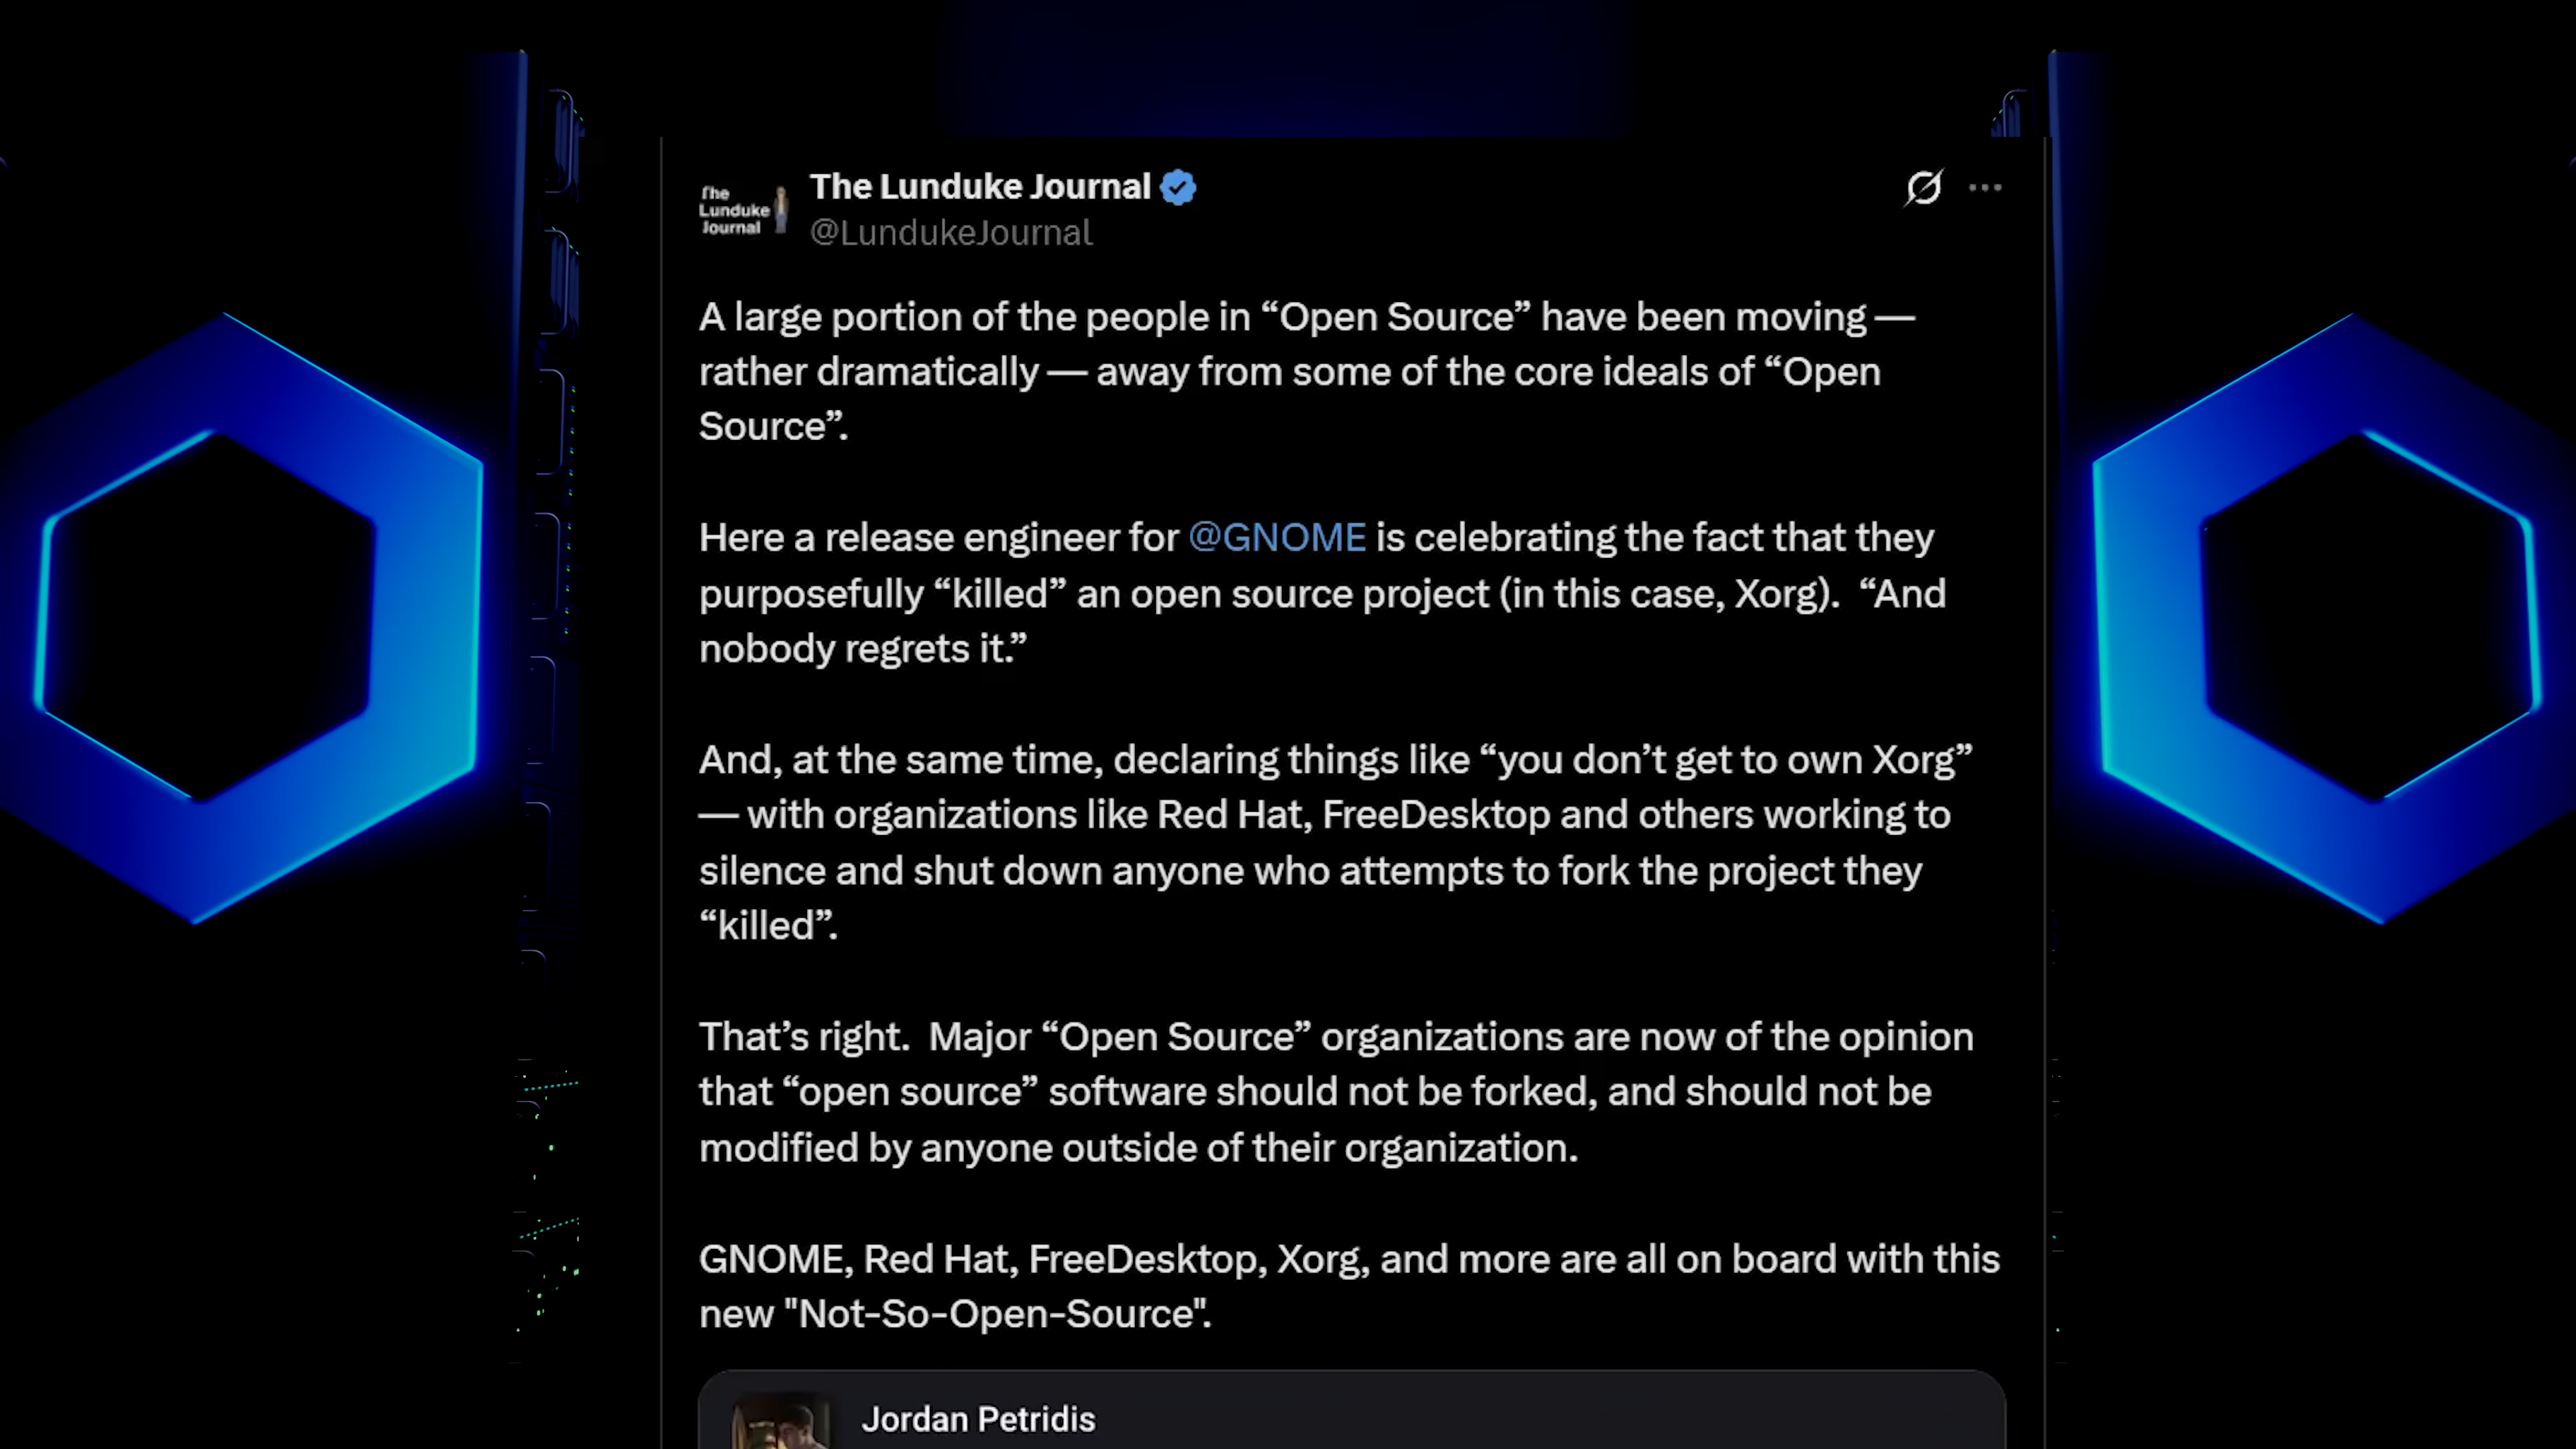 The
Lunduke
Journal
The Lunduke Journal
@LundukeJournal
A large portion of the people in “Open Source” have been moving —
rather dramatically — away from some of the core ideals of “Open
Source”.
Here a release engineer for @GNOME is celebrating the fact that they
purposefully “killed” an open source project (in this case, Xorg).  “And
nobody regrets it.”
And, at the same time, declaring things like “you don’t get to own Xorg”
— with organizations like Red Hat, FreeDesktop and others working to
silence and shut down anyone who attempts to fork the project they
“killed”.
That’s right.  Major “Open Source” organizations are now of the opinion
that “open source” software should not be forked, and should not be
modified by anyone outside of their organization.
GNOME, Red Hat, FreeDesktop, Xorg, and more are all on board with this
new "Not-So-Open-Source".
Jordan Petridis